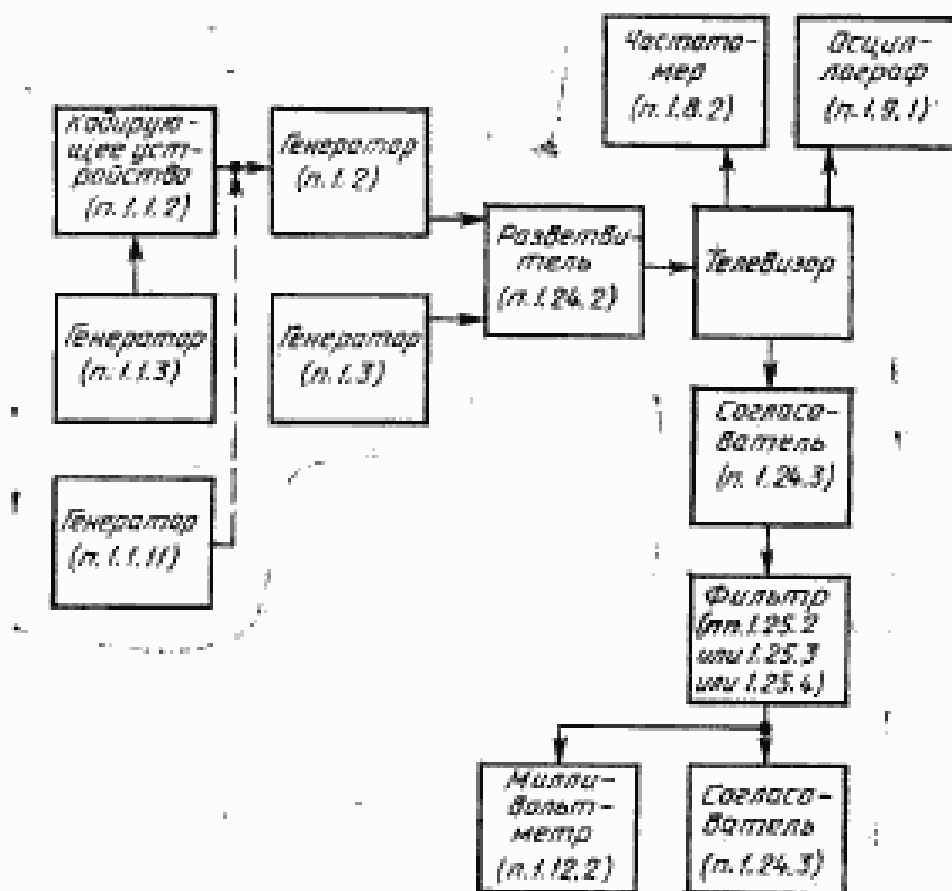 Частото-
мер
(п.1.8.2)
Осцил-
лограф
(п.1.9.1)
Кодирую-
щее уст-
ройство
(п.1.1.2)
Генератор
(п.1.2)
Разветви-
тель
(п.1.24.2)
Телевизор
Генератор
(п.1.1.3)
Генератор
(п.1.3)
Согласо-
ватель
(п.1.24.3)
Генератор
(п.1.1.11)
Фильтр
(пп.1.25.2
или 1.25.3
или 1.25.4)
Милли-
вольт-
метр
(п.1.12.2)
Согласо-
ватель
(п.1.24.3)